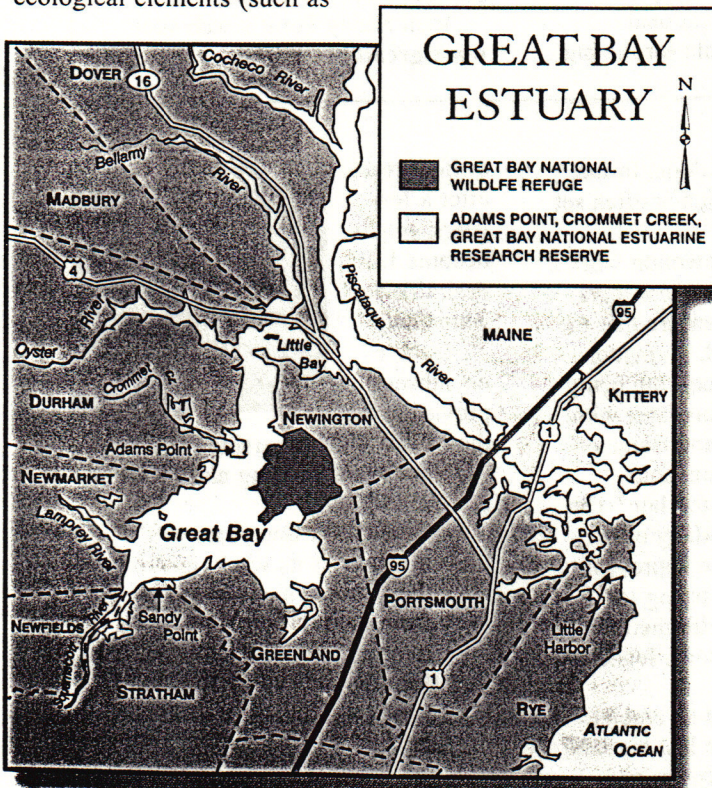 ecological elements (such as
GREAT BAY
ESTUARY
N
GREAT BAY NATIONAL
WILDLFE REFUGE
ADAMS POINT, CROMMET CREEK,
GREAT BAY NATIONAL ESTUARINE
RESEARCH RESERVE
DOVER
16
Cocheco River
Bellamy
River
MADBURY
4
Piscataqua
River
95
MAINE
Oyster
River
Little
Bay
KITTERY
Crommet
Cr
DURHAM
NEWINGTON
1
Adams Point
NEWMARKET
Great Bay
Lamprey River
95
PORTSMOUTH
Sandy
Point
NEWFIELDS
River
GREENLAND
Little
Harbor
STRATHAM
1
RYE
ATLANTIC
OCEAN